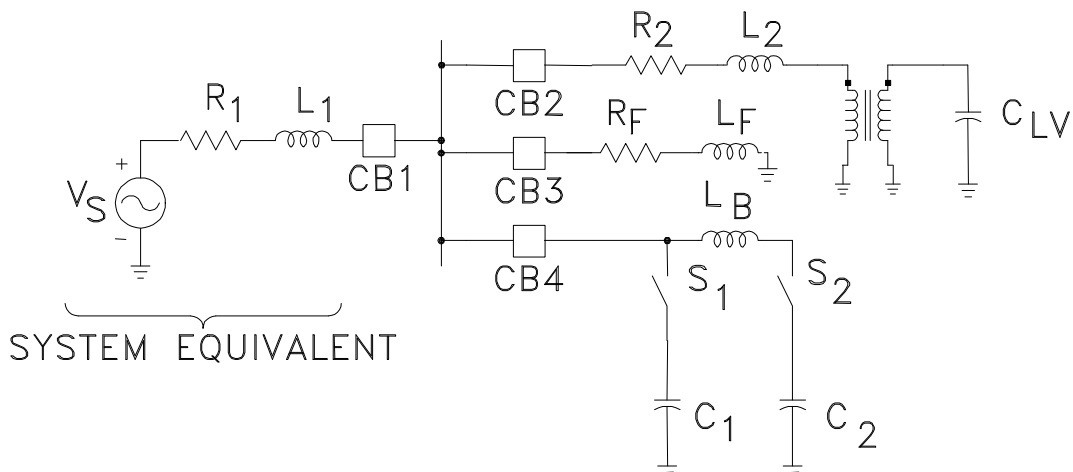 R2
L2
CB2
CLV
R1
L1
RF
LF
CB1
CB3
+
VS
−
LB
CB4
S1
S2
SYSTEM EQUIVALENT
C1
C2